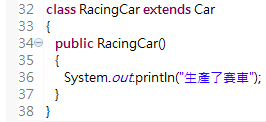 32 class RacingCar extends Car
33 {
34 public RacingCar()
35 {
36 System.out.println("生產了賽車");
37 }
38 }